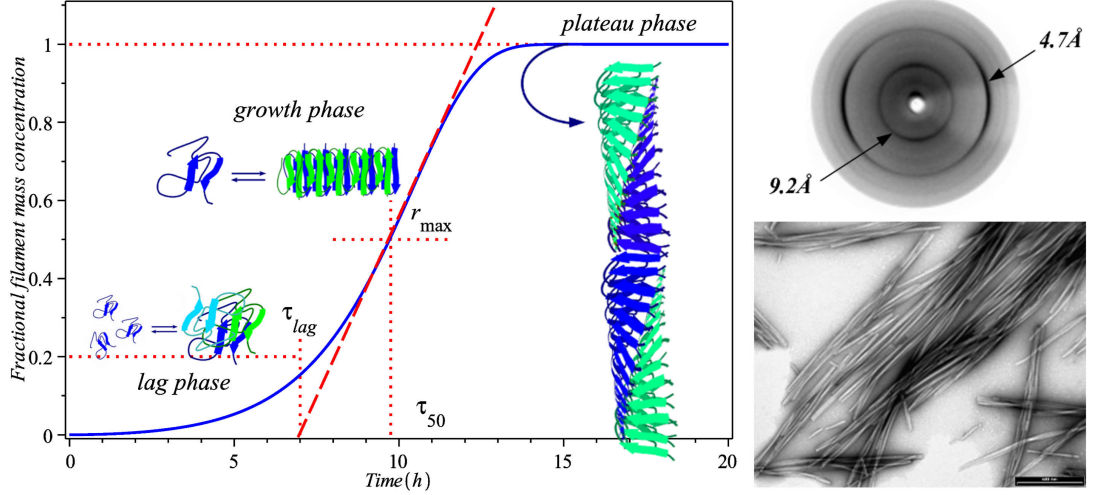 plateau phase
1
growth phase
0.8
0.6
r max
0.4
τ lag
0.2
lag phase
τ 50
0
0
5
10
15
20
Time(h)
Fractional filament mass concentration
4.7Å
9.2Å